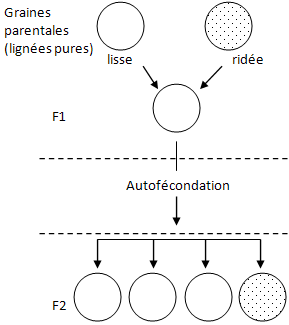 Graines
parentales
(lignées pures)
lisse
ridée
F1
Autofécondation
F2